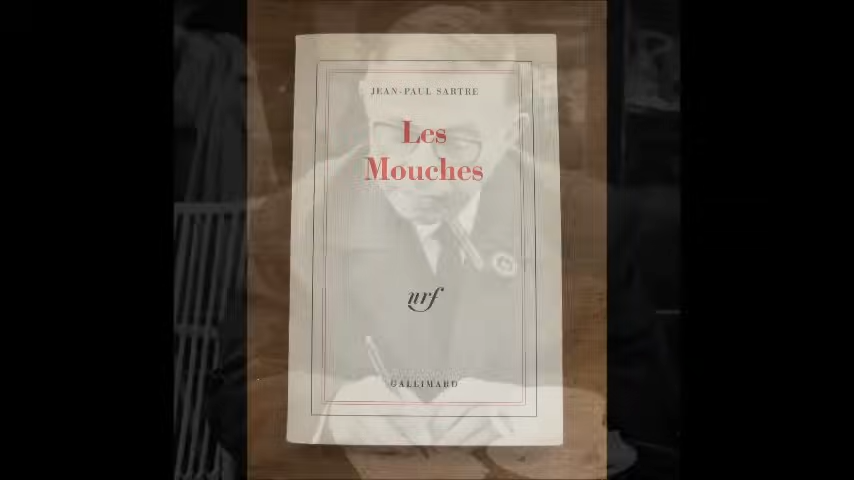 JEAN-PAUL SARTRE
Les
Mouches
nrf
GALLIMARD